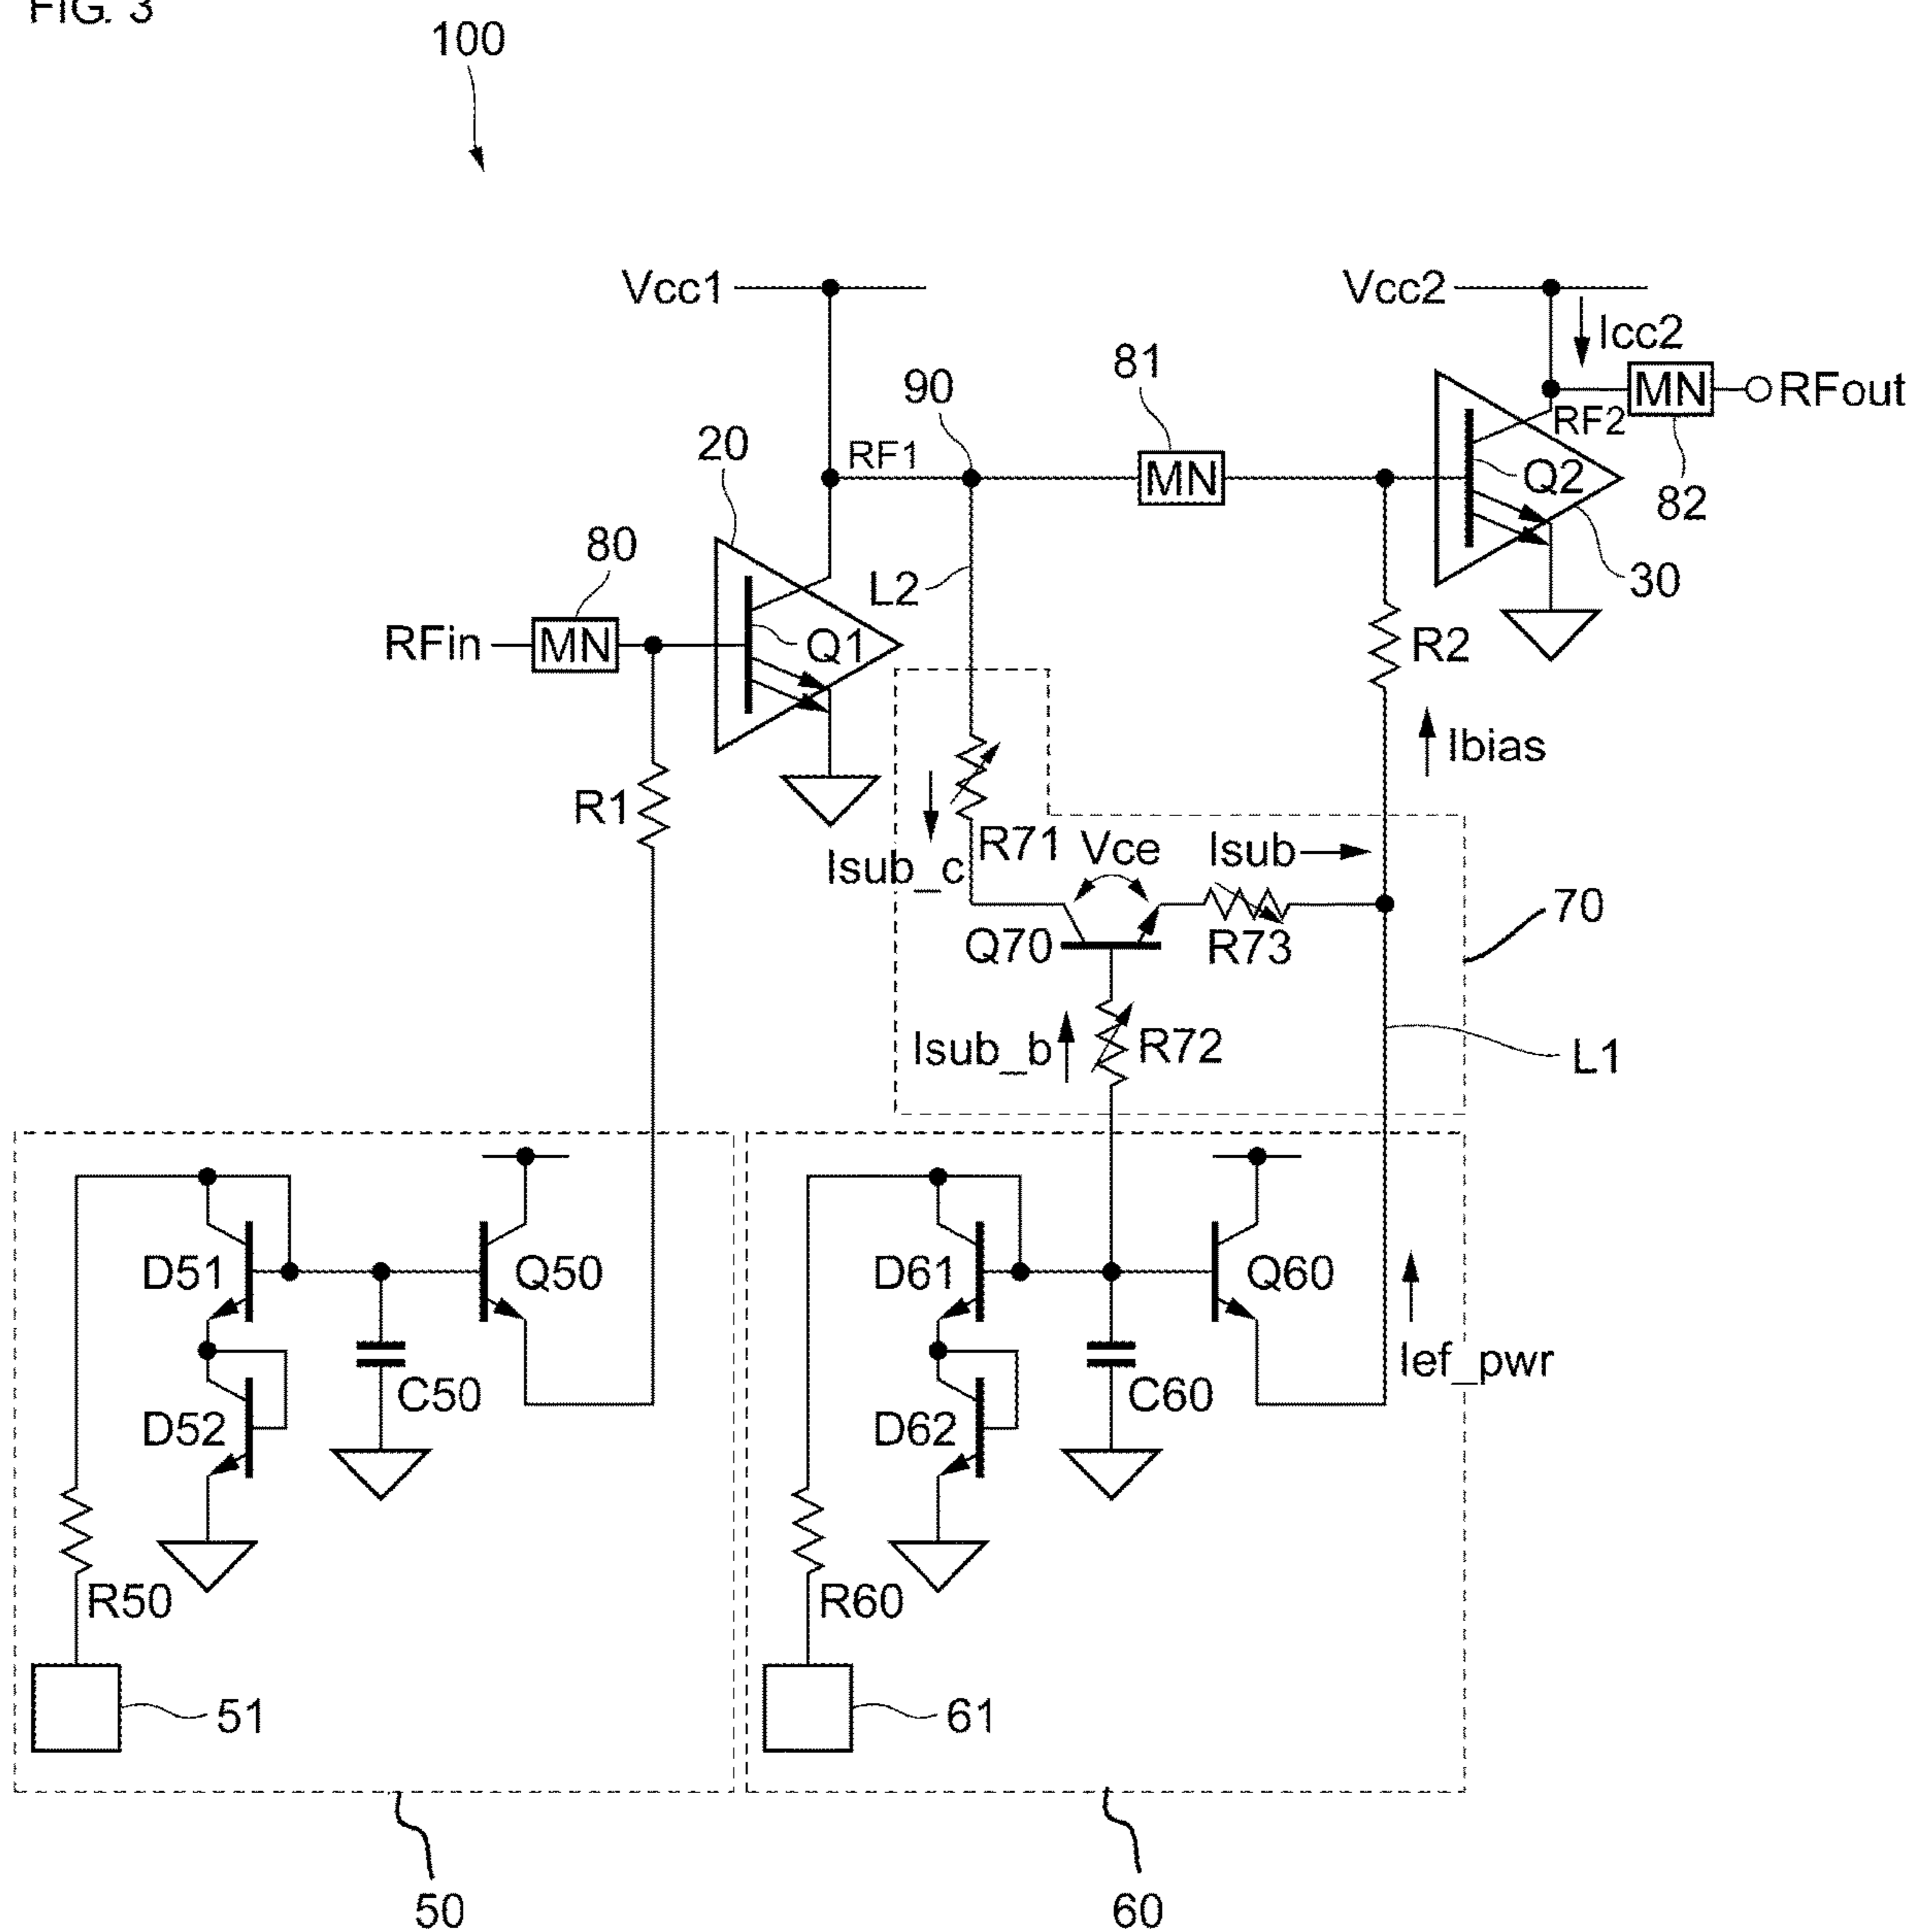 FIG. 3
100
Vcc1
Vcc2
Icc2
81
90
MN
RFout
RF2
20
RF1
MN
Q2
82
80
L2
30
RFin
MN
Q1
R2
Ibias
R1
R71
Vce
Isub
Isub_c
70
Q70
R73
Isub_b
R72
L1
D51
Q50
D61
Q60
Ief_pwr
C50
C60
D52
D62
R50
R60
51
61
50
60